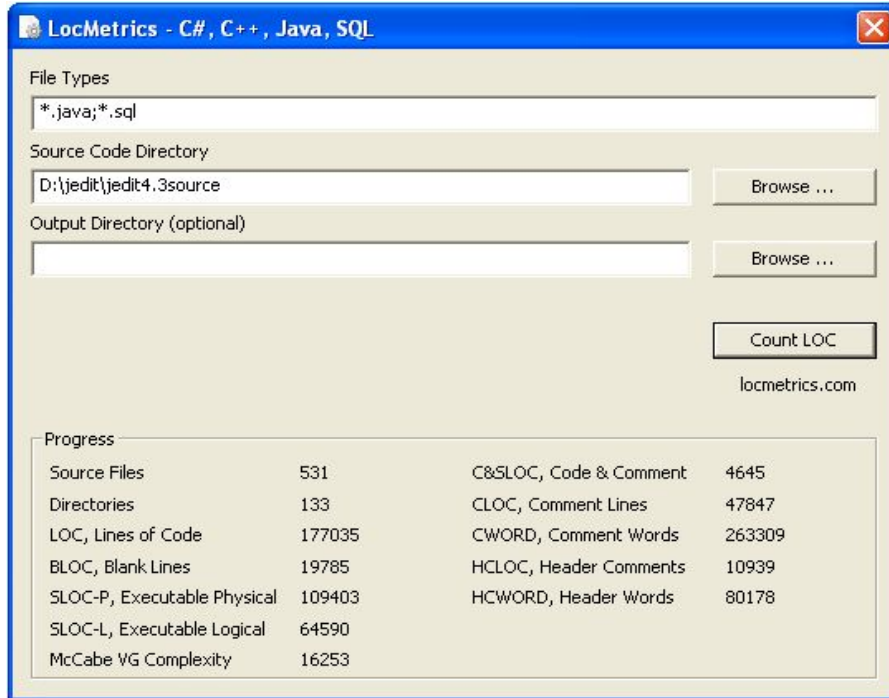 LocMetrics - C#, C++, Java, SQL
File Types
*.java;*.sql
Source Code Directory
D:\jedit\jedit4.3source
Browse ...
Output Directory (optional)
Browse ...
Count LOC
locmetrics.com
Progress
Source Files 531 C&SLOC, Code & Comment 4645
Directories 133 CLOC, Comment Lines 47847
LOC, Lines of Code 177035 CWORD, Comment Words 263309
BLOC, Blank Lines 19785 HCLOC, Header Comments 10939
SLOC-P, Executable Physical 109403 HCWORD, Header Words 80178
SLOC-L, Executable Logical 64590
McCabe VG Complexity 16253